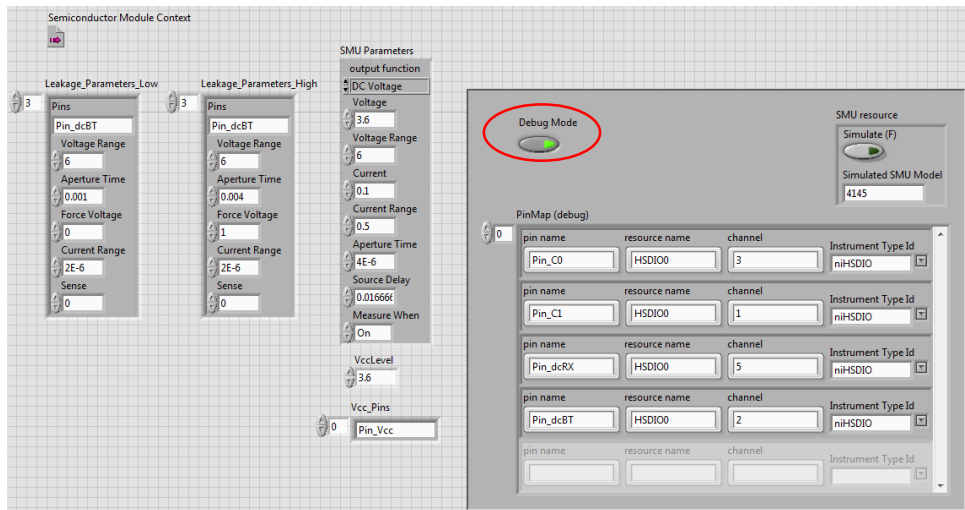 Semiconductor Module Context
Leakage_Parameters_Low
3
Pins
Pin_dcBT
Voltage Range
6
Aperture Time
0.001
Force Voltage
0
Current Range
2E-6
Sense
0
Leakage_Parameters_High
3
Pins
Pin_dcBT
Voltage Range
6
Aperture Time
0.004
Force Voltage
1
Current Range
2E-6
Sense
0
SMU Parameters
output function
DC Voltage
Voltage
3.6
Voltage Range
6
Current
0.1
Current Range
0.5
Aperture Time
4E-6
Source Delay
0.01666
Measure When
On
VccLevel
3.6
Vcc_Pins
0
Pin_Vcc
Debug Mode
SMU resource
Simulate (F)
Simulated SMU Model
4145
PinMap (debug)
0
pin name resource name channel Instrument Type Id
Pin_C0 HSDIO0 3 niHSDIO
pin name resource name channel Instrument Type Id
Pin_C1 HSDIO0 1 niHSDIO
pin name resource name channel Instrument Type Id
Pin_dcRX HSDIO0 5 niHSDIO
pin name resource name channel Instrument Type Id
Pin_dcBT HSDIO0 2 niHSDIO
pin name resource name channel Instrument Type Id